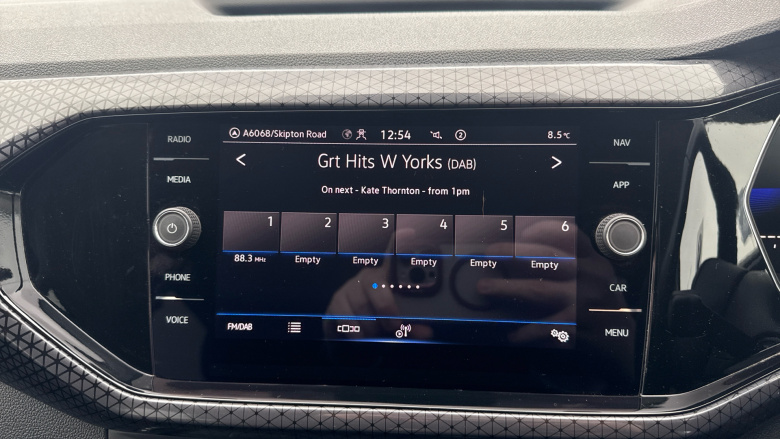 RADIO
MEDIA
PHONE
VOICE
A6068/Skipton Road 12:54 2 8.5°C
< Grt Hits W Yorks (DAB) >
On next - Kate Thornton - from 1pm
1 2 3 4 5 6
88.3 MHz Empty Empty Empty Empty Empty
FM/DAB
NAV
APP
CAR
MENU